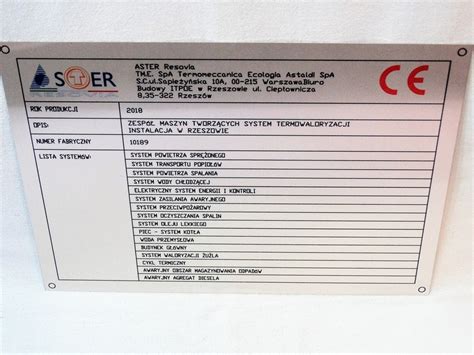 ASTER
RESOVIA
ASTER Resovia
TM.E. SpA Termomeccanica Ecologia Astaldi SpA
S.C.ul.Sapieżyńska 10A, 00-215 WarszawaBiuro
Budowy ITPOE w Rzeszowie ul. Ciepłownicza
8,35-322 Rzeszów
CE
ROK PRODUKCJI 2018
OPIS: ZESPÓŁ MASZYN TWORZĄCYCH SYSTEM TERMOWALORYZACJI
INSTALACJA W RZESZOWIE
NUMER FABRYCZNY 10189
LISTA SYSTEMÓW: SYSTEM POWIETRZA SPRĘŻONEGO
SYSTEM TRANSPORTU POPIOŁÓW
SYSTEM POWIETRZA SPALANIA
SYSTEM WODY CHŁODZĄCEJ
ELEKTRYCZNY SYSTEM ENERGII I KONTROLI
SYSTEM ZASILANIA AWARYJNEGO
SYSTEM PRZECIWPOŻAROWY
SYSTEM OCZYSZCZANIA SPALIN
SYSTEM OLEJU LEKKIEGO
PIEC - SYSTEM KOTŁA
WODA PRZEMYSŁOWA
BUDYNEK GŁÓWNY
SYSTEM WALORYZACJI ŻUŻLA
CYKL TERMICZNY
AWARYJNY OBSZAR MAGAZYNOWANIA ODPADÓW
AWARYJNY AGREGAT DIESELA